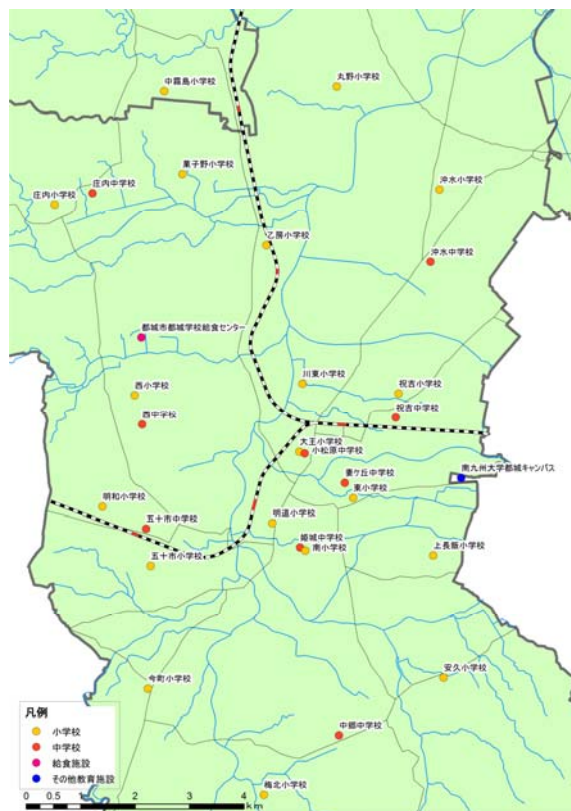 中霧島小学校
丸野小学校
菓子野小学校
庄内中学校
庄内小学校
沖水小学校
乙房小学校
沖水中学校
都城市都城学校給食センター
川東小学校
祝吉小学校
西小学校
祝吉中学校
西中学校
大王小学校
小松原中学校
南九州大学都城キャンパス
妻ケ丘中学校
東小学校
明和小学校
明道小学校
五十市中学校
姫城中学校
南小学校
上長飯小学校
五十市小学校
安久小学校
今町小学校
中郷中学校
梅北小学校
凡例
小学校
中学校
給食施設
その他教育施設
0 0.5 1 2 3 4
km